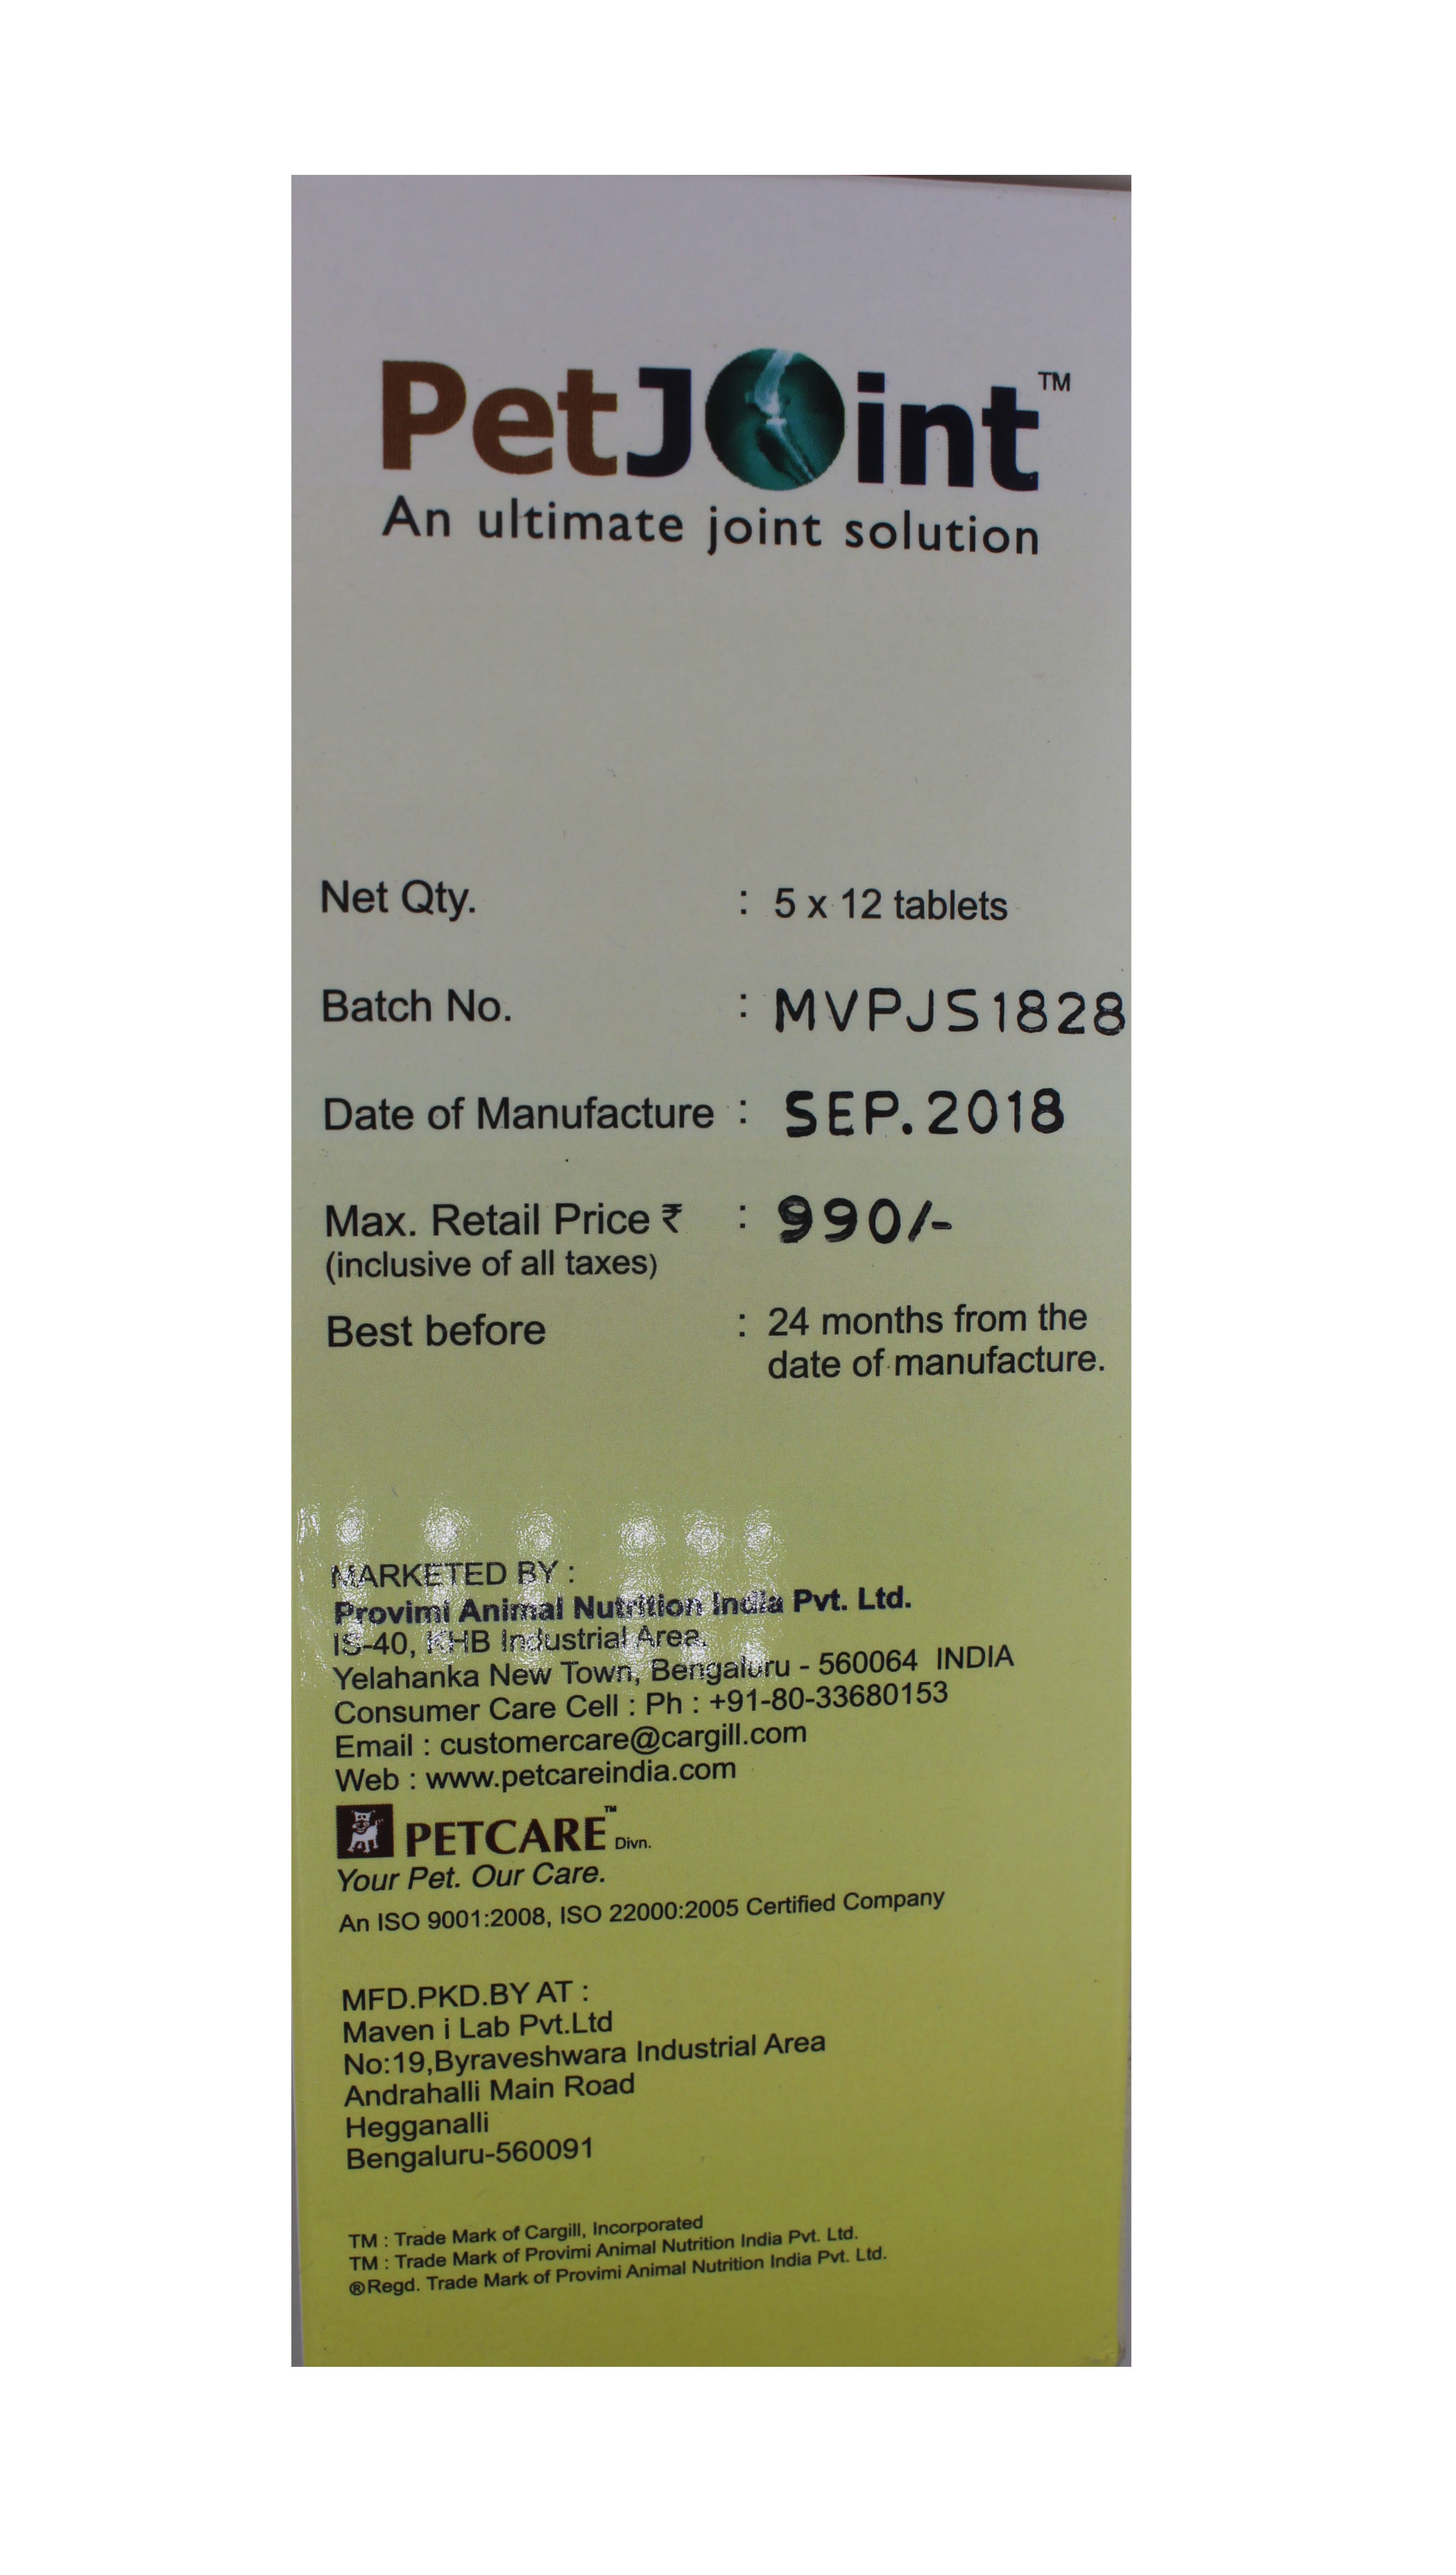 PetJoint™
An ultimate joint solution
Net Qty. : 5 x 12 tablets
Batch No. : MVPJS1828
Date of Manufacture : SEP.2018
Max. Retail Price ₹ : 990/-
(inclusive of all taxes)
Best before : 24 months from the
date of manufacture.
MARKETED BY :
Provimi Animal Nutrition India Pvt. Ltd.
IS-40, KHB Industrial Area,
Yelahanka New Town, Bengaluru - 560064 INDIA
Consumer Care Cell : Ph : +91-80-33680153
Email : customercare@cargill.com
Web : www.petcareindia.com
PETCARE™ Divn.
Your Pet. Our Care.
An ISO 9001:2008, ISO 22000:2005 Certified Company
MFD.PKD.BY AT :
Maven i Lab Pvt.Ltd
No:19,Byraveshwara Industrial Area
Andrahalli Main Road
Hegganalli
Bengaluru-560091
TM : Trade Mark of Cargill, Incorporated
TM : Trade Mark of Provimi Animal Nutrition India Pvt. Ltd.
®Regd. Trade Mark of Provimi Animal Nutrition India Pvt. Ltd.